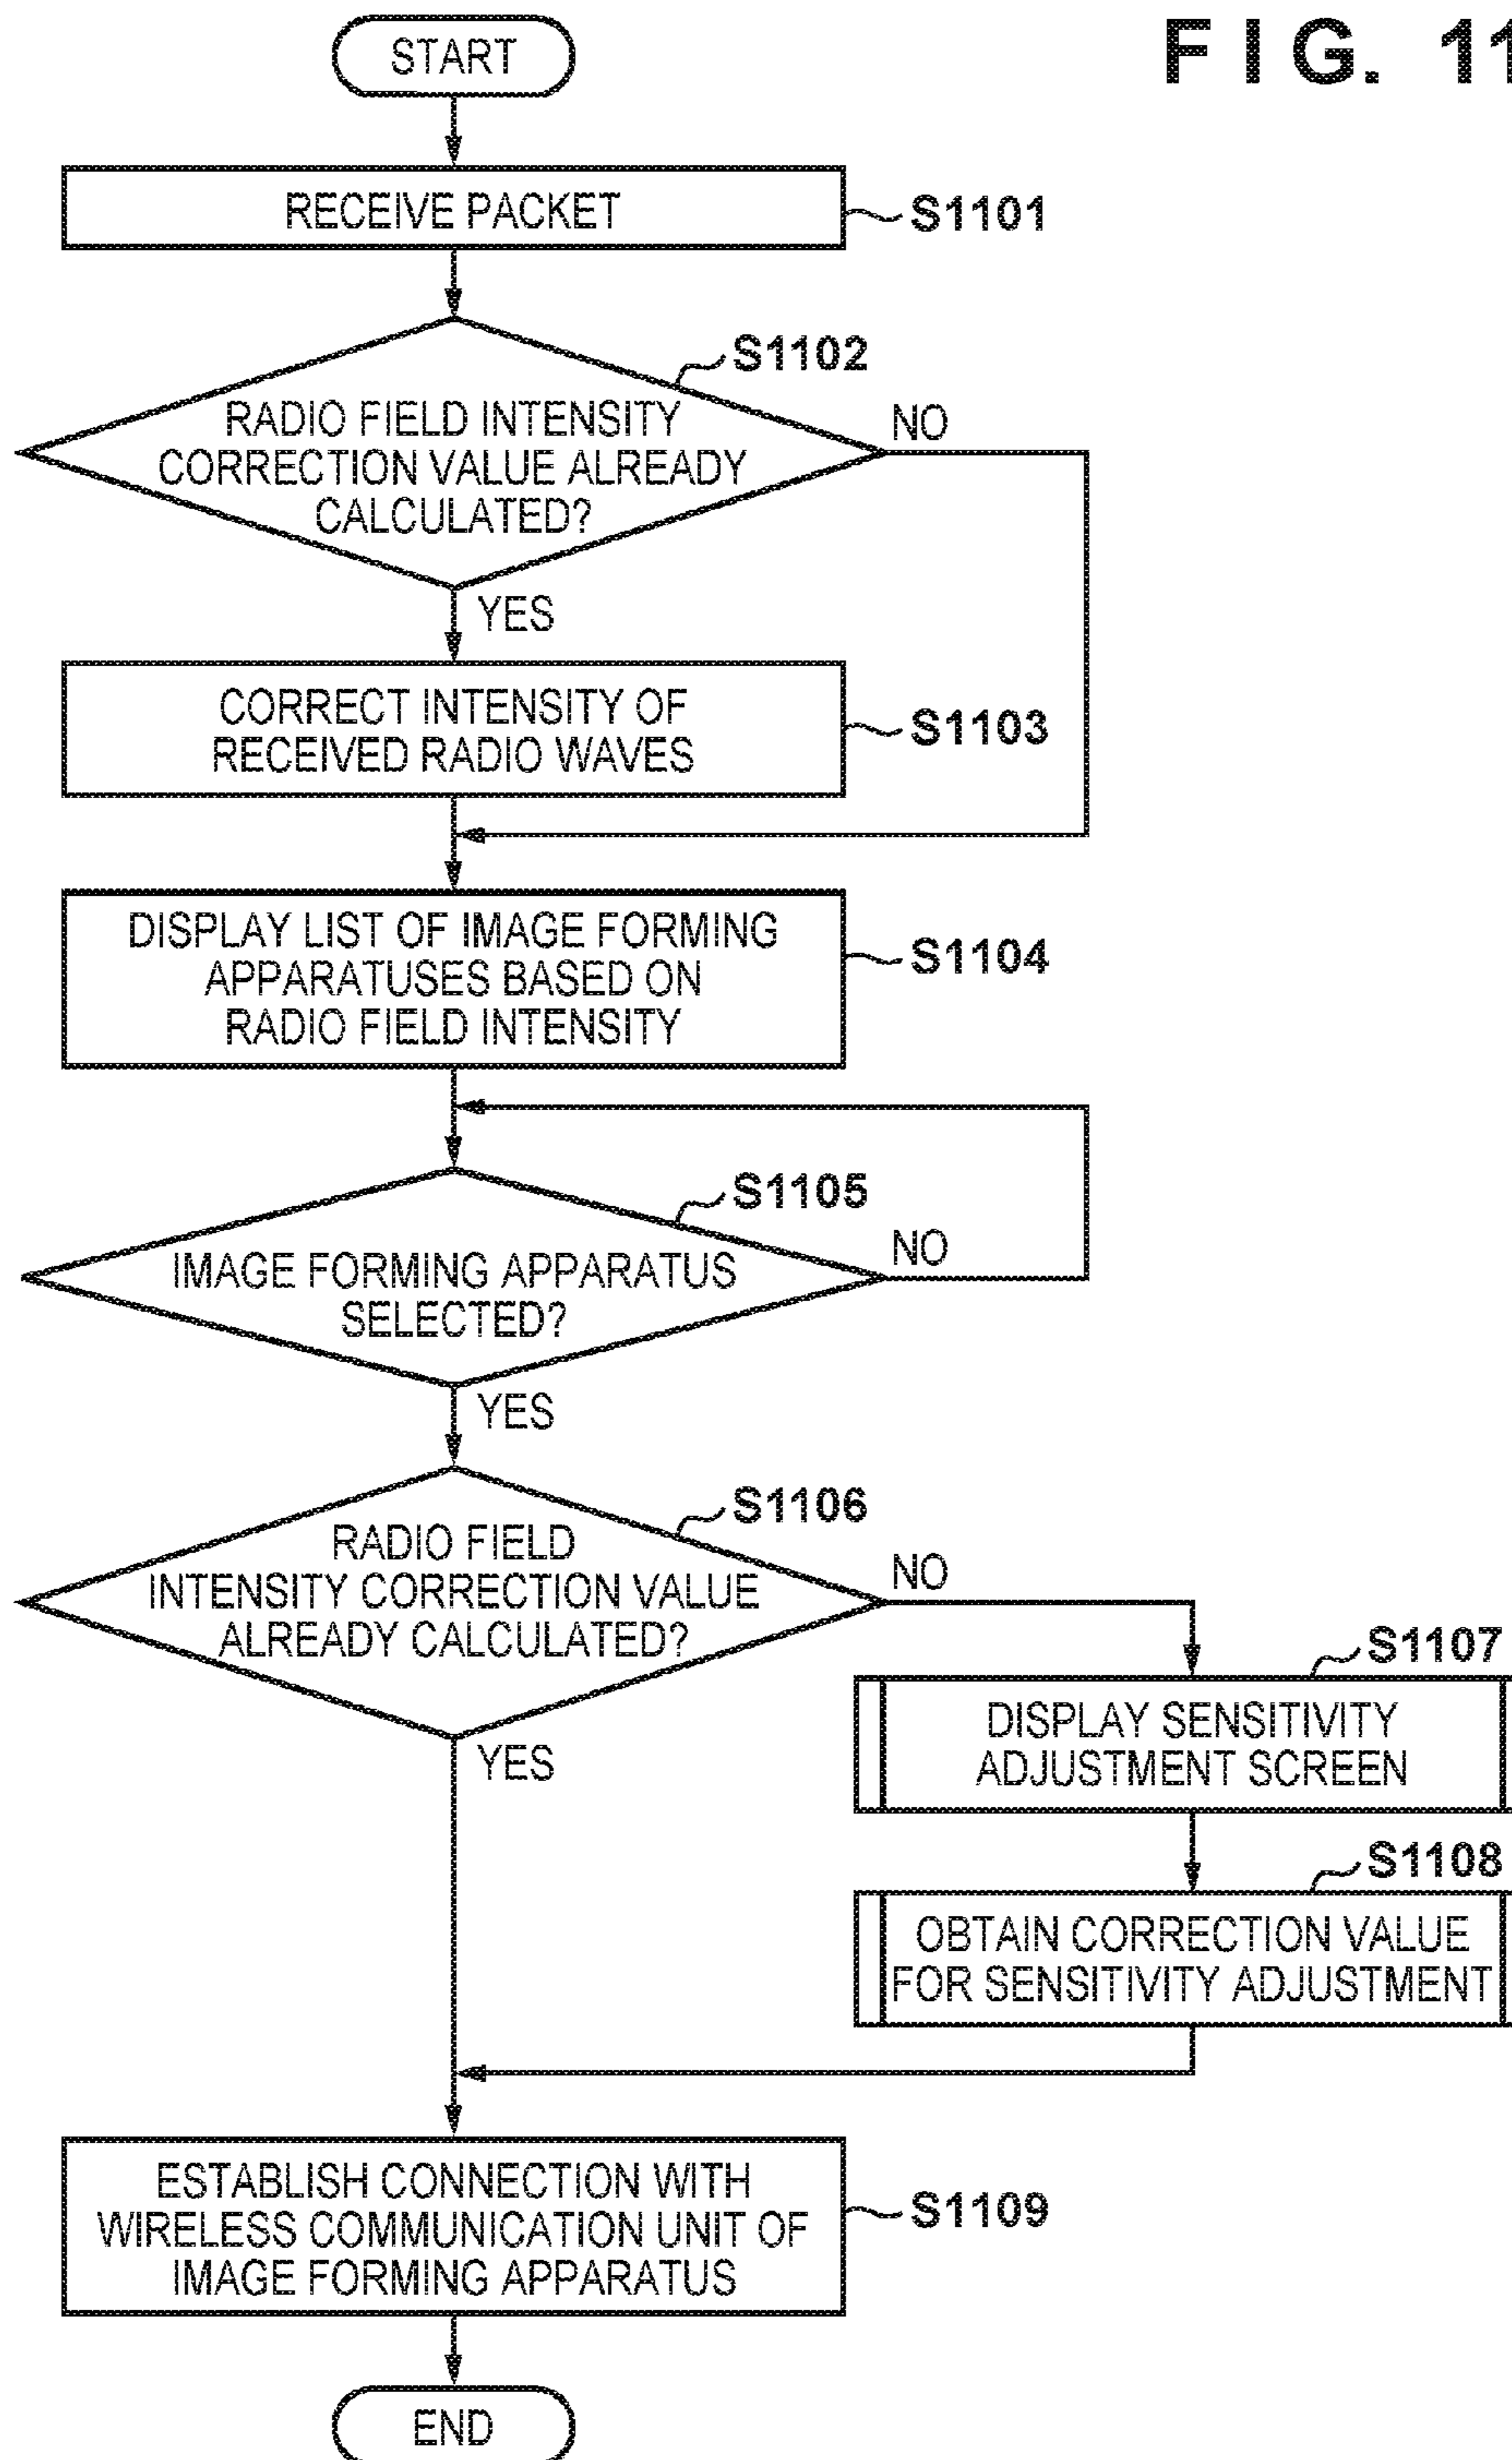 FIG. 11
START
RECEIVE PACKET
S1101
S1102
RADIO FIELD INTENSITY
CORRECTION VALUE ALREADY
CALCULATED?
NO
YES
CORRECT INTENSITY OF
RECEIVED RADIO WAVES
S1103
DISPLAY LIST OF IMAGE FORMING
APPARATUSES BASED ON
RADIO FIELD INTENSITY
S1104
S1105
IMAGE FORMING APPARATUS
SELECTED?
NO
YES
S1106
RADIO FIELD
INTENSITY CORRECTION VALUE
ALREADY CALCULATED?
NO
YES
S1107
DISPLAY SENSITIVITY
ADJUSTMENT SCREEN
S1108
OBTAIN CORRECTION VALUE
FOR SENSITIVITY ADJUSTMENT
ESTABLISH CONNECTION WITH
WIRELESS COMMUNICATION UNIT OF
IMAGE FORMING APPARATUS
S1109
END